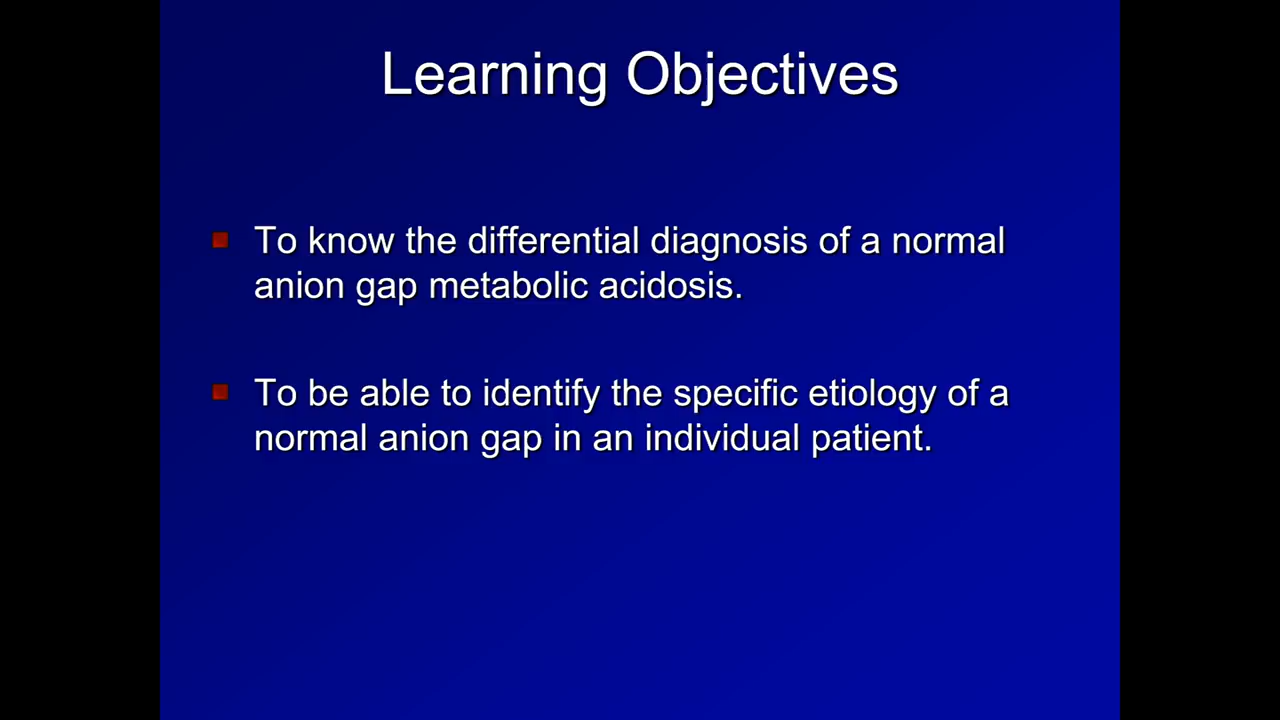 Learning Objectives
To know the differential diagnosis of a normal
anion gap metabolic acidosis.
To be able to identify the specific etiology of a
normal anion gap in an individual patient.